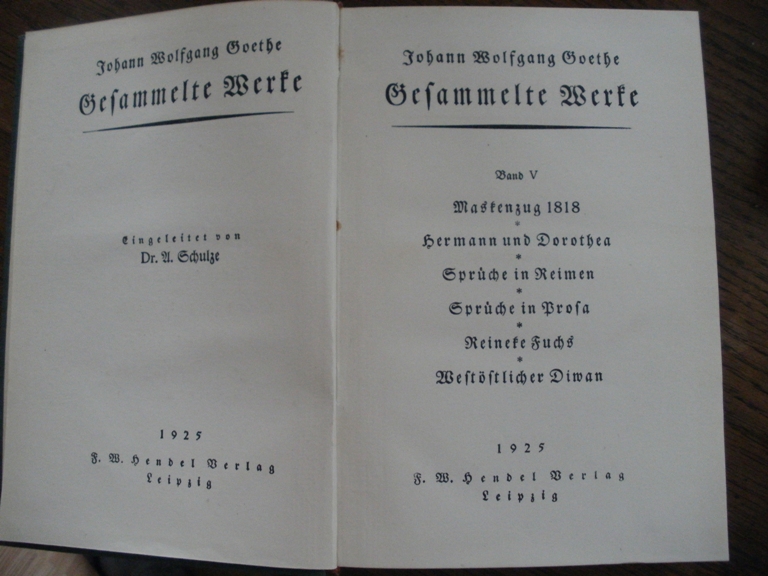 Johann Wolfgang Goethe
Gesammelte Werke
Eingeleitet von
Dr. A. Schulze
1925
F. W. Hendel Verlag
Leipzig
Johann Wolfgang Goethe
Gesammelte Werke
Band V
Maskenzug 1818
*
Hermann und Dorothea
*
Sprüche in Reimen
*
Sprüche in Prosa
*
Reineke Fuchs
*
Westöstlicher Diwan
1925
F. W. Hendel Verlag
Leipzig